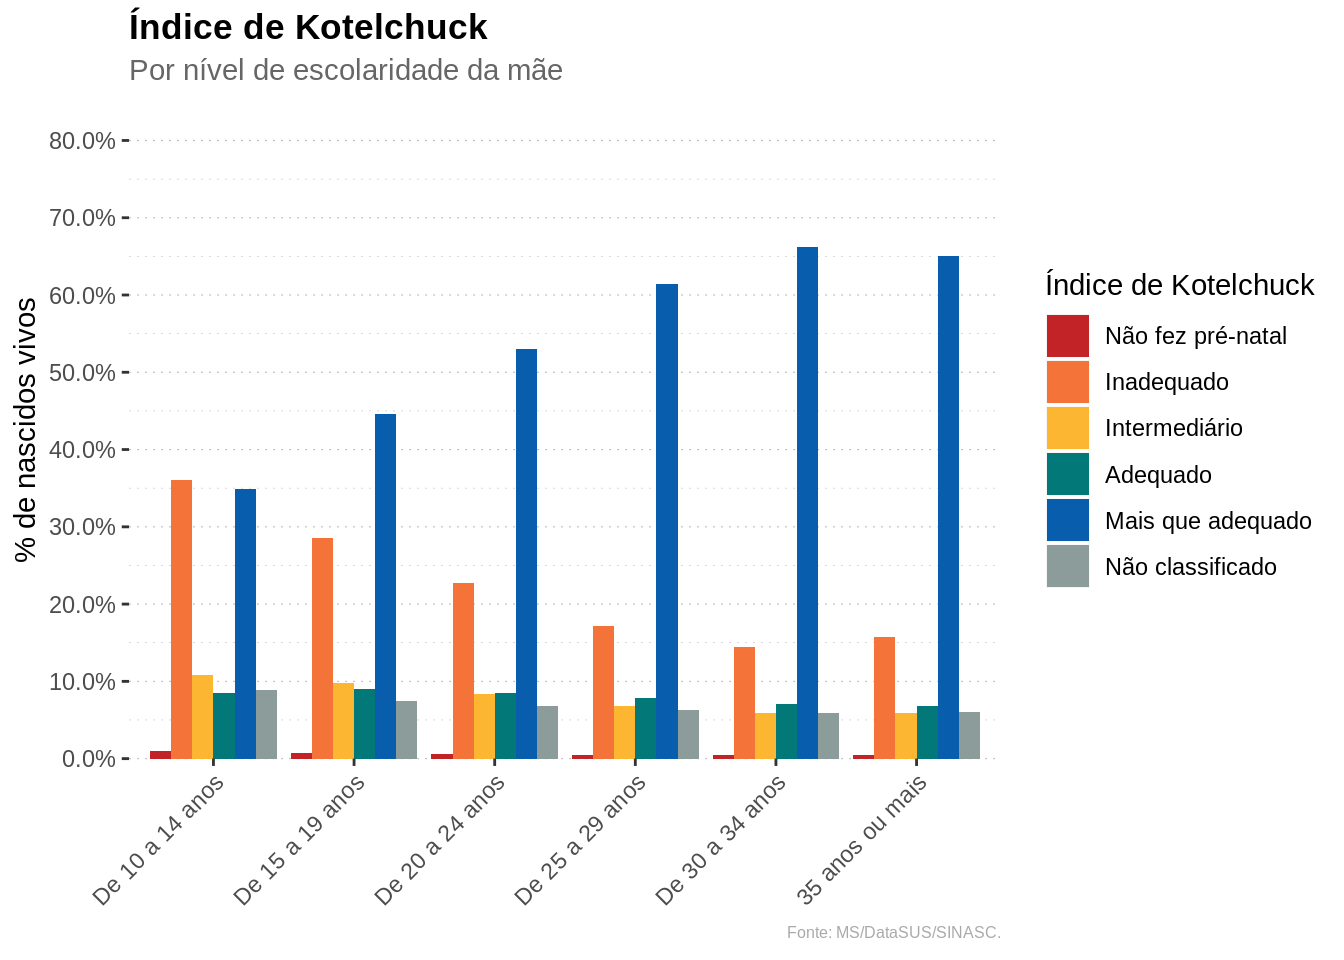 Índice de Kotelchuck
Por nível de escolaridade da mãe
80.0%
70.0%
60.0%
50.0%
40.0%
30.0%
20.0%
10.0%
0.0%
% de nascidos vivos
De 10 a 14 anos
De 15 a 19 anos
De 20 a 24 anos
De 25 a 29 anos
De 30 a 34 anos
35 anos ou mais
Índice de Kotelchuck
Não fez pré-natal
Inadequado
Intermediário
Adequado
Mais que adequado
Não classificado
Fonte: MS/DataSUS/SINASC.